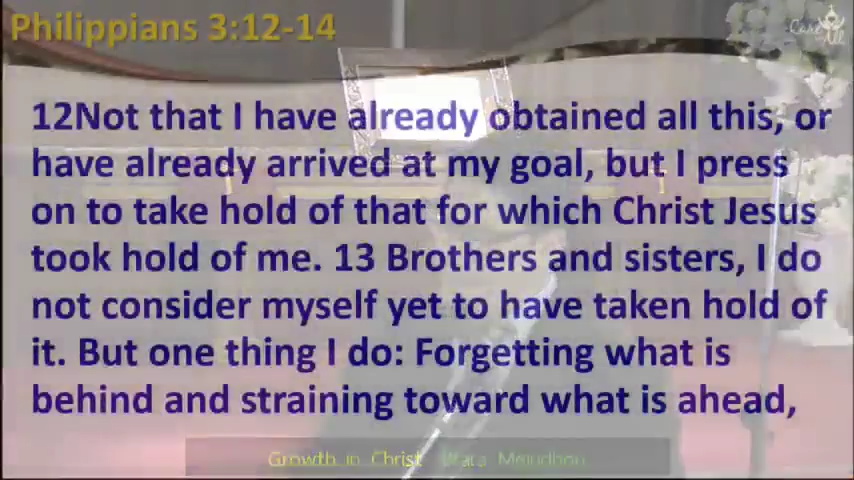 Philippians 3:12-14
Care All
12Not that I have already obtained all this, or
have already arrived at my goal, but I press
on to take hold of that for which Christ Jesus
took hold of me. 13 Brothers and sisters, I do
not consider myself yet to have taken hold of
it. But one thing I do: Forgetting what is
behind and straining toward what is ahead,
Growth in Christ